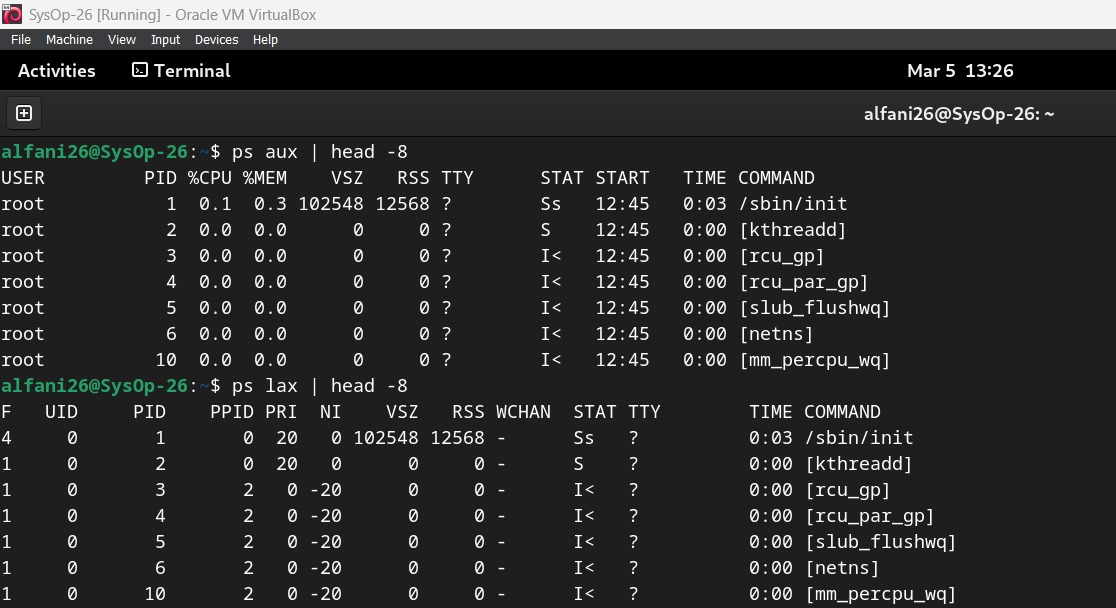 SysOp-26 [Running] - Oracle VM VirtualBox
File Machine View Input Devices Help
Activities Terminal Mar 5 13:26
alfani26@SysOp-26: ~
alfani26@SysOp-26:~$ ps aux | head -8
USER PID %CPU %MEM VSZ RSS TTY STAT START TIME COMMAND
root 1 0.1 0.3 102548 12568 ? Ss 12:45 0:03 /sbin/init
root 2 0.0 0.0 0 0 ? S 12:45 0:00 [kthreadd]
root 3 0.0 0.0 0 0 ? I< 12:45 0:00 [rcu_gp]
root 4 0.0 0.0 0 0 ? I< 12:45 0:00 [rcu_par_gp]
root 5 0.0 0.0 0 0 ? I< 12:45 0:00 [slub_flushwq]
root 6 0.0 0.0 0 0 ? I< 12:45 0:00 [netns]
root 10 0.0 0.0 0 0 ? I< 12:45 0:00 [mm_percpu_wq]
alfani26@SysOp-26:~$ ps lax | head -8
F UID PID PPID PRI NI VSZ RSS WCHAN STAT TTY TIME COMMAND
4 0 1 0 20 0 102548 12568 - Ss ? 0:03 /sbin/init
1 0 2 0 20 0 0 0 - S ? 0:00 [kthreadd]
1 0 3 2 0 -20 0 0 - I< ? 0:00 [rcu_gp]
1 0 4 2 0 -20 0 0 - I< ? 0:00 [rcu_par_gp]
1 0 5 2 0 -20 0 0 - I< ? 0:00 [slub_flushwq]
1 0 6 2 0 -20 0 0 - I< ? 0:00 [netns]
1 0 10 2 0 -20 0 0 - I< ? 0:00 [mm_percpu_wq]